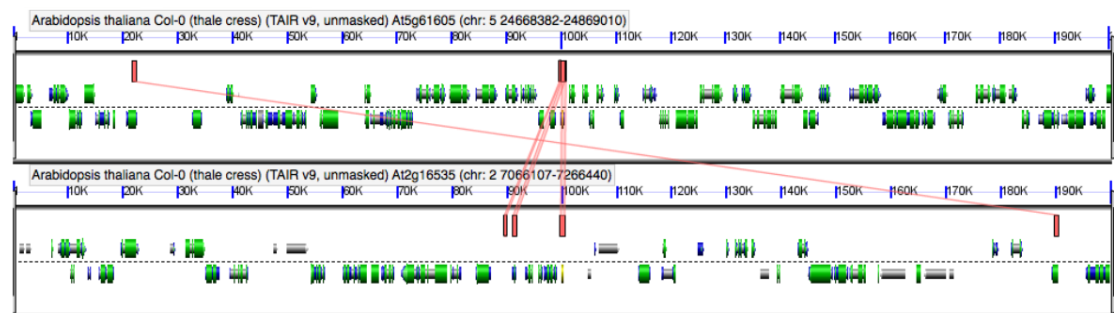 Arabidopsis thaliana Col-0 (thale cress) (TAIR v9, unmasked) At5g61605 (chr: 5 24668382-24869010)
10K 20K 30K 40K 50K 60K 70K 80K 90K 100K 110K 120K 130K 140K 150K 160K 170K 180K 190K
Arabidopsis thaliana Col-0 (thale cress) (TAIR v9, unmasked) At2g16535 (chr: 2 7066107-7266440)
10K 20K 30K 40K 50K 60K 70K 80K 90K 100K 110K 120K 130K 140K 150K 160K 170K 180K 190K